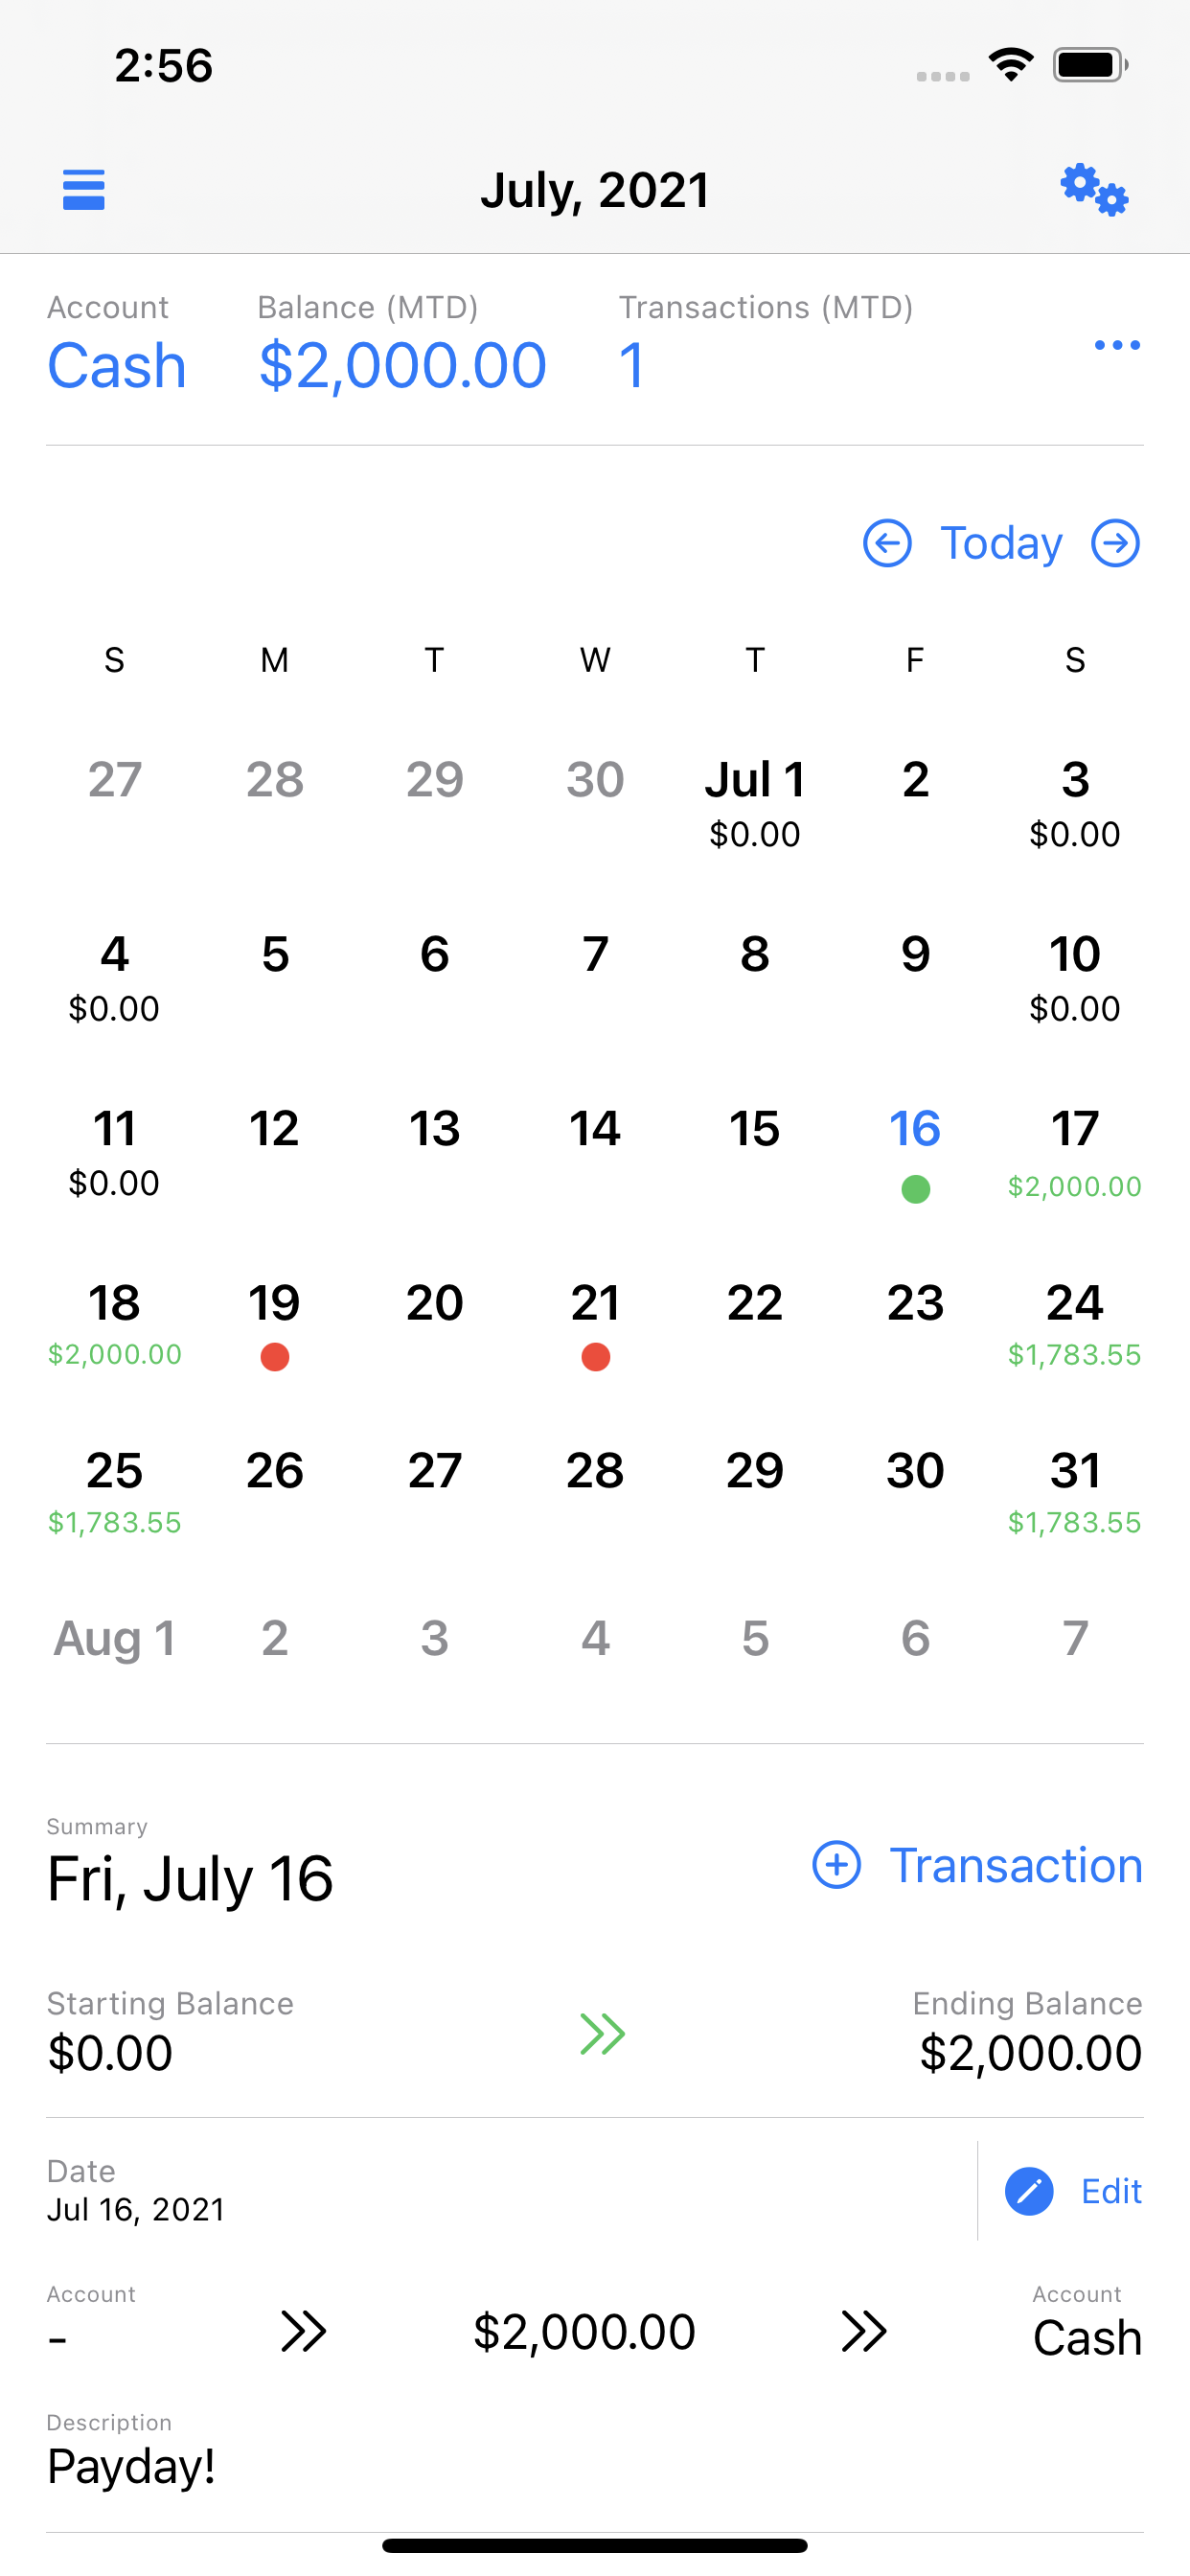 2:56
July, 2021
Account Balance (MTD) Transactions (MTD)
Cash $2,000.00 1
Today
S M T W T F S
27 28 29 30 Jul 1 2 3
$0.00 $0.00
4 5 6 7 8 9 10
$0.00 $0.00
11 12 13 14 15 16 17
$0.00 $2,000.00
18 19 20 21 22 23 24
$2,000.00 $1,783.55
25 26 27 28 29 30 31
$1,783.55 $1,783.55
Aug 1 2 3 4 5 6 7
Summary
Fri, July 16 Transaction
Starting Balance Ending Balance
$0.00 $2,000.00
Date
Jul 16, 2021 Edit
Account Account
- $2,000.00 Cash
Description
Payday!